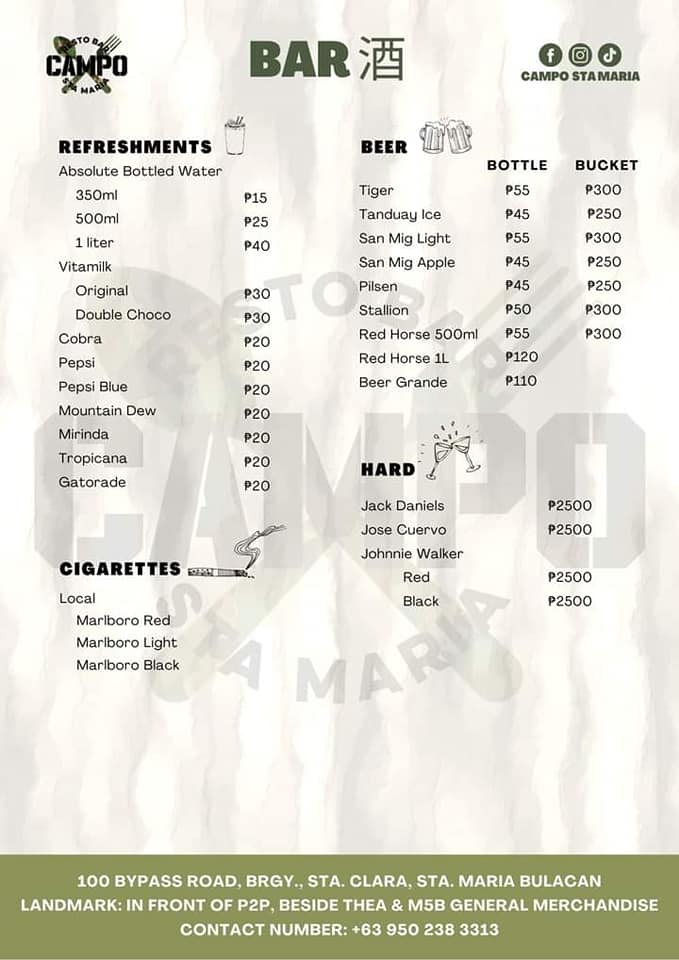 RESTO BAR
CAMPO
STA MARIA
BAR 酒
CAMPO STA MARIA
REFRESHMENTS
Absolute Bottled Water
350ml ₱15
500ml ₱25
1 liter ₱40
Vitamilk
Original ₱30
Double Choco ₱30
Cobra ₱20
Pepsi ₱20
Pepsi Blue ₱20
Mountain Dew ₱20
Mirinda ₱20
Tropicana ₱20
Gatorade ₱20
CIGARETTES
Local
Marlboro Red
Marlboro Light
Marlboro Black
BEER
BOTTLE BUCKET
Tiger ₱55 ₱300
Tanduay Ice ₱45 ₱250
San Mig Light ₱55 ₱300
San Mig Apple ₱45 ₱250
Pilsen ₱45 ₱250
Stallion ₱50 ₱300
Red Horse 500ml ₱55 ₱300
Red Horse 1L ₱120
Beer Grande ₱110
HARD
Jack Daniels ₱2500
Jose Cuervo ₱2500
Johnnie Walker
Red ₱2500
Black ₱2500
RESTO BAR
CAMPO
STA MARIA
100 BYPASS ROAD, BRGY., STA. CLARA, STA. MARIA BULACAN
LANDMARK: IN FRONT OF P2P, BESIDE THEA & M5B GENERAL MERCHANDISE
CONTACT NUMBER: +63 950 238 3313